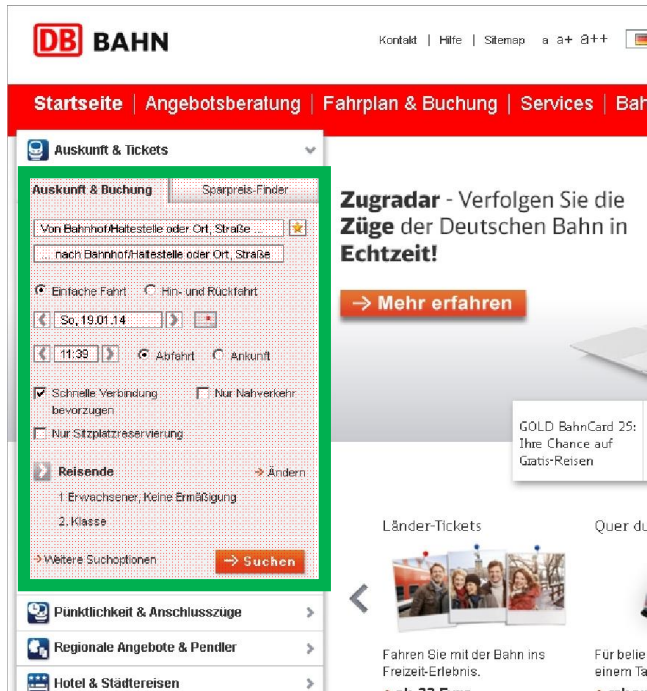 DB BAHN
Kontakt | Hilfe | Sitemap a a+ a++
Startseite | Angebotsberatung | Fahrplan & Buchung | Services | Bah
Auskunft & Tickets
Auskunft & Buchung
Sparpreis-Finder
Von Bahnhof/Haltestelle oder Ort, Straße ...
... nach Bahnhof/Haltestelle oder Ort, Straße
Einfache Fahrt Hin- und Rückfahrt
So, 19.01.14
11:39 Abfahrt Ankunft
Schnelle Verbindung bevorzugen
Nur Nahverkehr
Nur Sitzplatzreservierung
Reisende
Ändern
1 Erwachsener, Keine Ermäßigung
2. Klasse
Weitere Suchoptionen
Suchen
Pünktlichkeit & Anschlusszüge
Regionale Angebote & Pendler
Hotel & Städtereisen
Zugradar - Verfolgen Sie die
Züge der Deutschen Bahn in
Echtzeit!
Mehr erfahren
GOLD BahnCard 25:
Ihre Chance auf
Gratis-Reisen
Länder-Tickets
Fahren Sie mit der Bahn ins
Freizeit-Erlebnis.
Quer du
Für belie
einem Ta